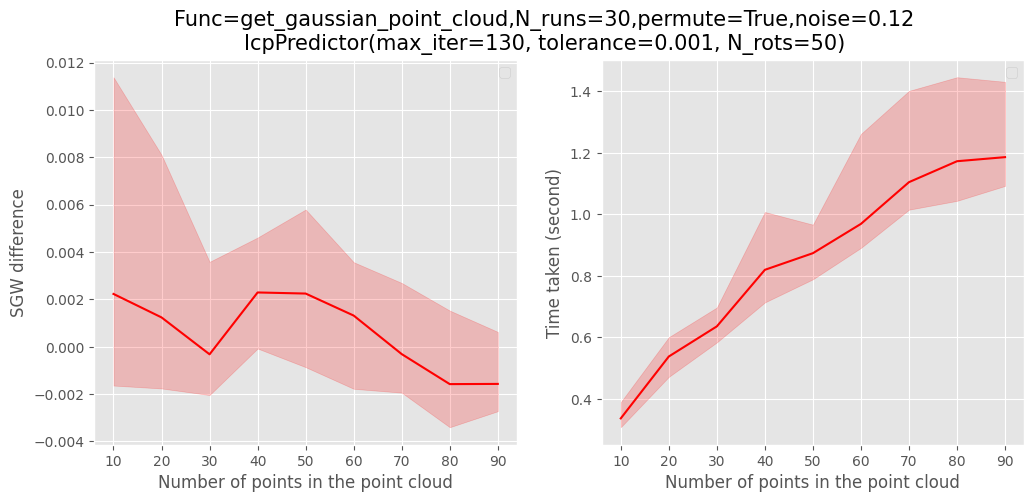 Func=get_gaussian_point_cloud,N_runs=30,permute=True,noise=0.12
IcpPredictor(max_iter=130, tolerance=0.001, N_rots=50)
SGW difference
0.012
0.010
0.008
0.006
0.004
0.002
0.000
−0.002
−0.004
10 20 30 40 50 60 70 80 90
Number of points in the point cloud
Time taken (second)
1.4
1.2
1.0
0.8
0.6
0.4
10 20 30 40 50 60 70 80 90
Number of points in the point cloud